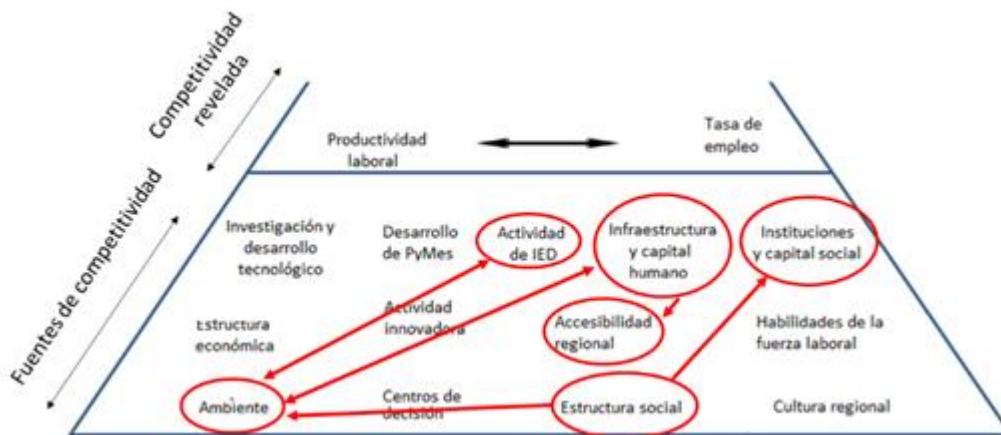 Competitividad
revelada
Fuentes de competitividad
Productividad
laboral
Tasa de
empleo
Investigación y
desarrollo
tecnológico
Desarrollo
de PyMes
Actividad
de IED
Infraestructura
y capital
humano
Instituciones
y capital social
Estructura
económica
Actividad
innovadora
Accesibilidad
regional
Habilidades de la
fuerza laboral
Ambiente
Centros de
decisión
Estructura social
Cultura regional